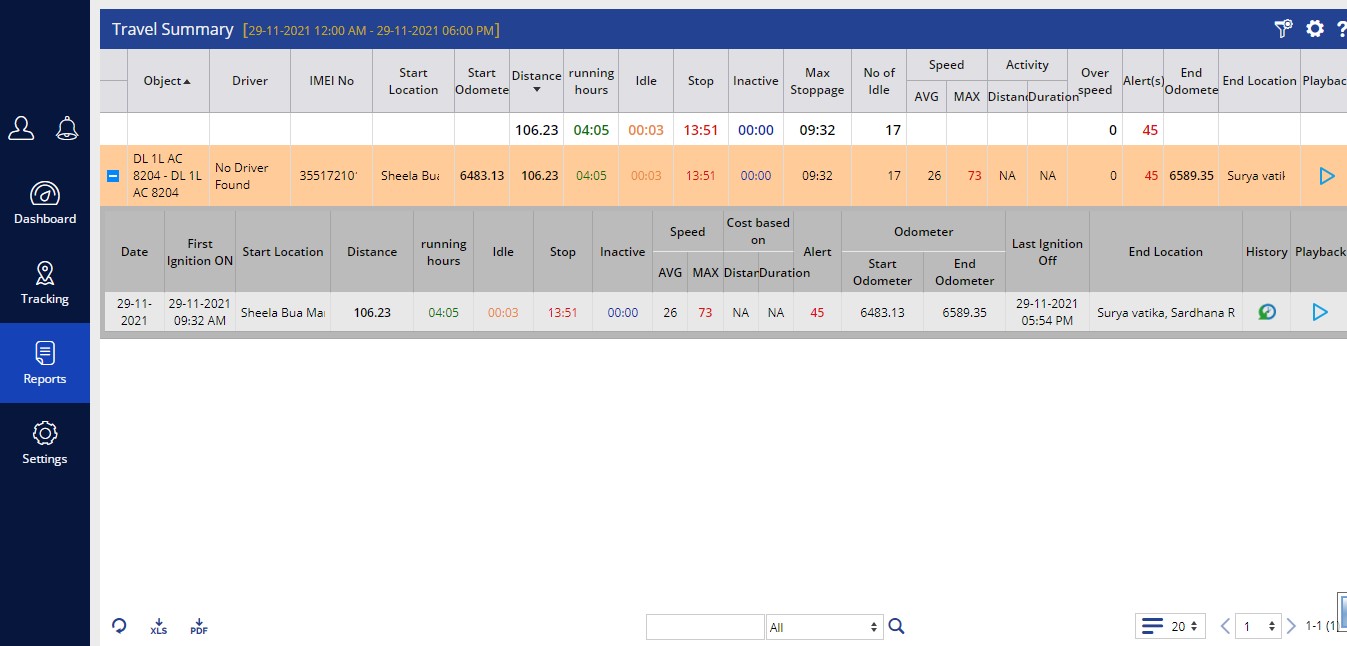 Travel Summary [29-11-2021 12:00 AM - 29-11-2021 06:00 PM]
?
Dashboard
Tracking
Reports
Settings
Object
Driver
IMEI No
Start
Location
Start
Odomete
Distance
running
hours
Idle
Stop
Inactive
Max
Stoppage
No of
Idle
Speed
AVG
MAX
Activity
Distanc
Duration
Over
speed
Alert(s)
End
Odomete
End Location
Playbac
106.23 04:05 00:03 13:51 00:00 09:32 17 0 45
DL 1L AC
8204 - DL 1L
AC 8204
No Driver
Found
35517210
Sheela Bua
6483.13 106.23 04:05 00:03 13:51 00:00 09:32 17 26 73 NA NA 0 45 6589.35 Surya vatik
Date
First
Ignition ON
Start Location
Distance
running
hours
Idle
Stop
Inactive
Speed
AVG
MAX
Cost based
on
Distan
Duration
Alert
Odometer
Start
Odometer
End
Odometer
Last Ignition
Off
End Location
History
Playback
29-11-
2021
29-11-2021
09:32 AM
Sheela Bua Ma
106.23 04:05 00:03 13:51 00:00 26 73 NA NA 45 6483.13 6589.35
29-11-2021
05:54 PM
Surya vatika, Sardhana R
XLS
PDF
All
20
1
1-1 (1